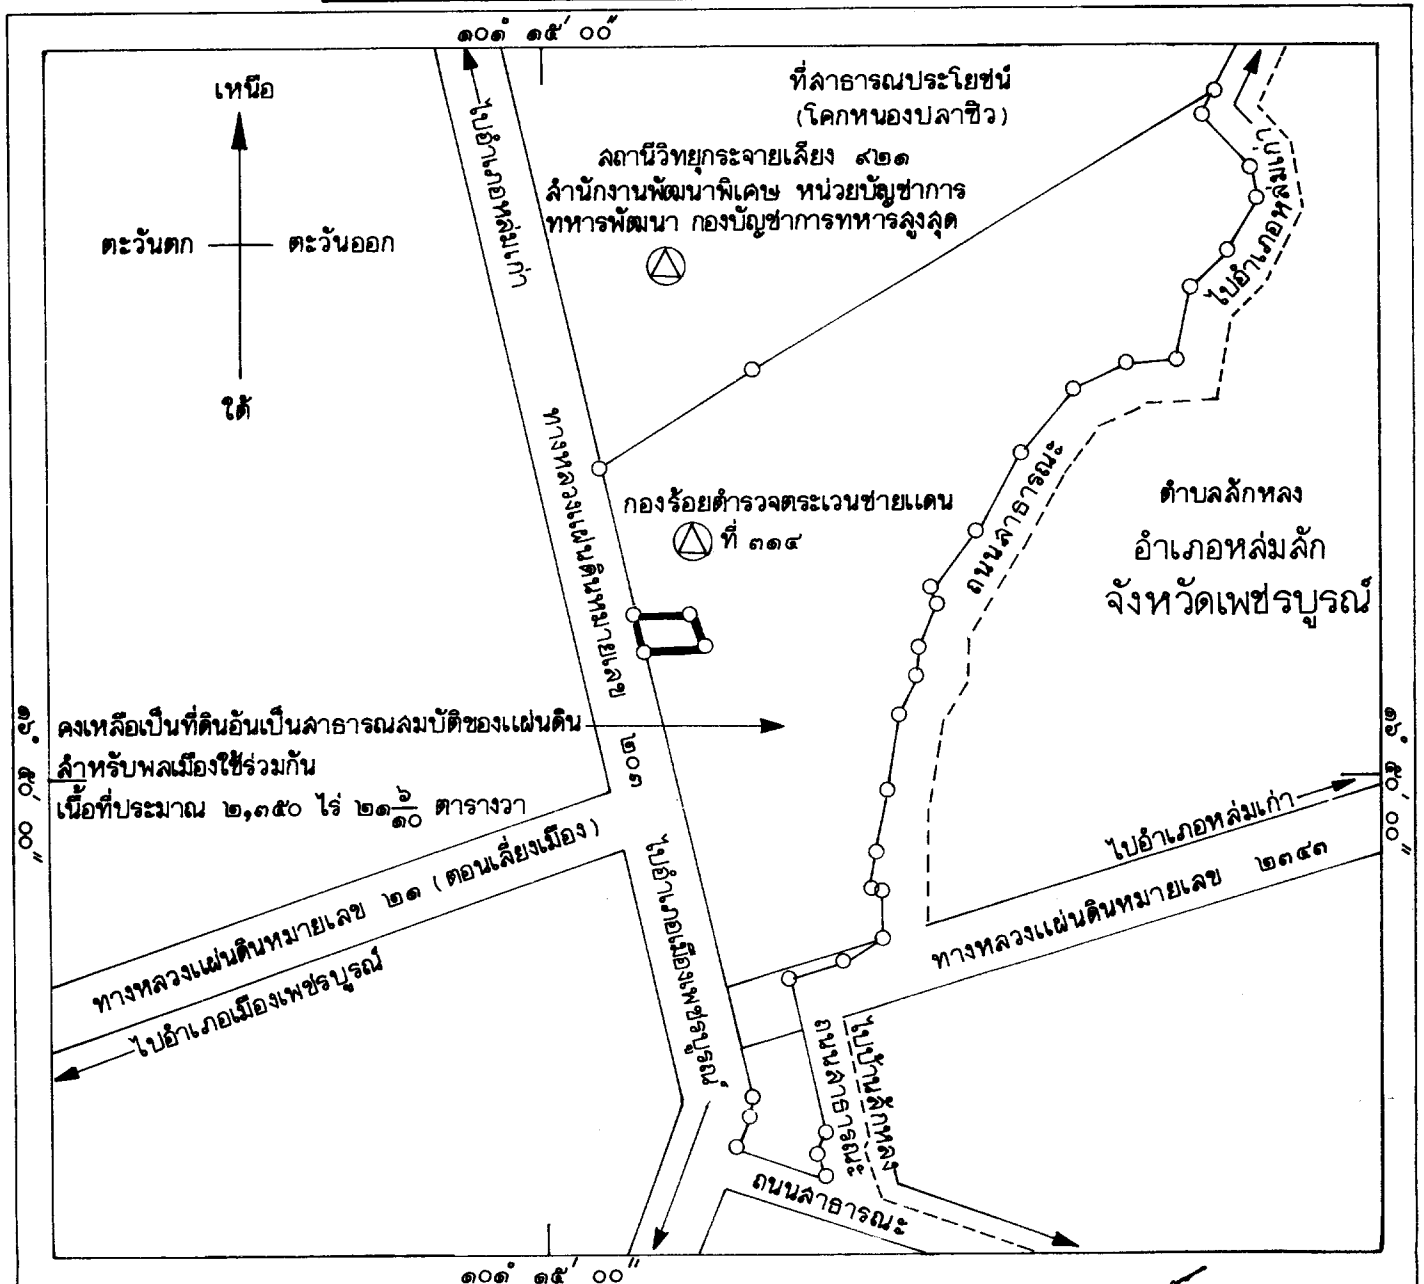 ๑๐๑° ๑๕′ ๐๐″
เหนือ
ตะวันตก
ตะวันออก
ใต้
ไปอำเภอหล่มเก่า
ที่สาธารณประโยชน์
(โคกหนองปลาซิว)
สถานีวิทยุกระจายเสียง ๙๒๑
สำนักงานพัฒนาพิเศษ หน่วยบัญชาการ
ทหารพัฒนา กองบัญชาการทหารสูงสุด
ไปอำเภอหล่มเก่า
ทางหลวงแผ่นดินหมายเลข ๒๐๓
กองร้อยตำรวจตระเวนชายแดน
ที่ ๓๑๔
ถนนสาธารณะ
ตำบลสักหลง
อำเภอหล่มสัก
จังหวัดเพชรบูรณ์
๑๖° ๕๐′ ๐๐″
คงเหลือเป็นที่ดินอันเป็นสาธารณสมบัติของแผ่นดิน
สำหรับพลเมืองใช้ร่วมกัน
เนื้อที่ประมาณ ๒,๓๕๐ ไร่ ๒๑ ๖/๑๐ ตารางวา
๑๖° ๕๐′ ๐๐″
ทางหลวงแผ่นดินหมายเลข ๒๑ (ตอนเลี่ยงเมือง)
ไปอำเภอเมืองเพชรบูรณ์
ไปอำเภอเมืองเพชรบูรณ์
ไปอำเภอหล่มเก่า
ทางหลวงแผ่นดินหมายเลข ๒๓๔๓
ถนนสาธารณะ
ไปบ้านสักหลง
ถนนสาธารณะ
๑๐๑° ๑๕′ ๐๐″